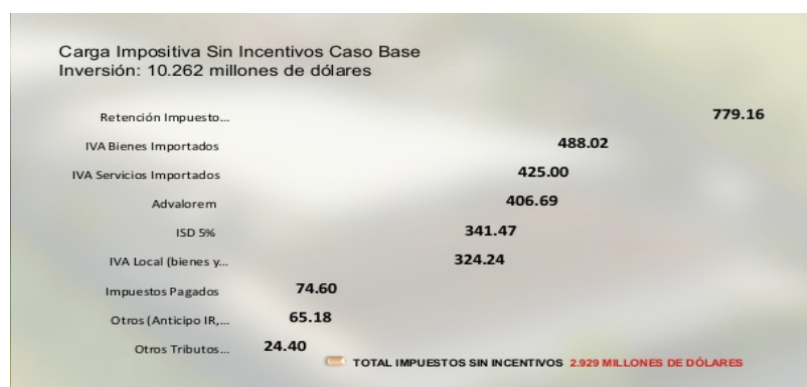 Carga Impositiva Sin Incentivos Caso Base
Inversión: 10.262 millones de dólares
Retención Impuesto... 779.16
IVA Bienes Importados 488.02
IVA Servicios Importados 425.00
Advalorem 406.69
ISD 5% 341.47
IVA Local (bienes y... 324.24
Impuestos Pagados 74.60
Otros (Anticipo IR,... 65.18
Otros Tributos... 24.40
TOTAL IMPUESTOS SIN INCENTIVOS 2.929 MILLONES DE DÓLARES